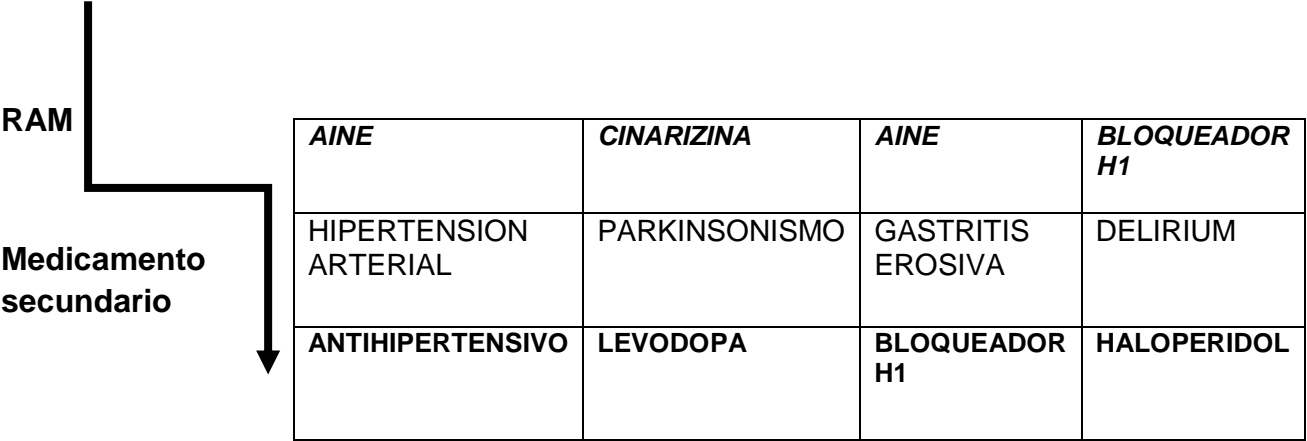 RAM
Medicamento
secundario
AINE CINARIZINA AINE BLOQUEADOR
H1
HIPERTENSION PARKINSONISMO GASTRITIS DELIRIUM
ARTERIAL EROSIVA
ANTIHIPERTENSIVO LEVODOPA BLOQUEADOR HALOPERIDOL
H1